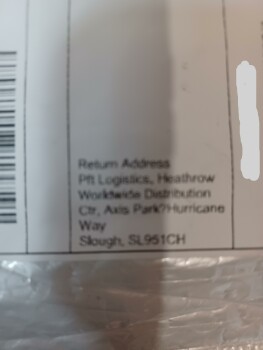 Return Address
Pfl Logistics, Heathrow
Worldwide Distribution
Ctr, Axis Park?Hurricane
Way
Slough, SL951CH